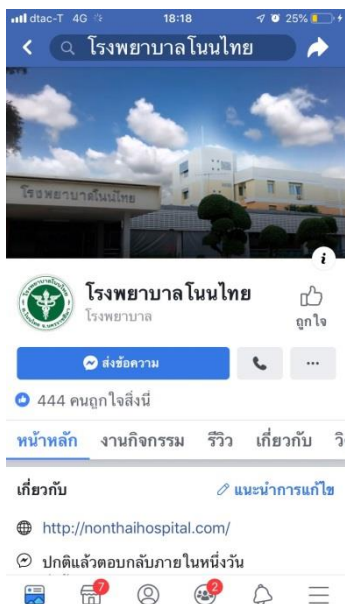 dtac-T 4G 18:18 25%
โรงพยาบาลโนนไทย
โรงพยาบาลโนนไทย
โรงพยาบาลโนนไทย
โรงพยาบาล
ถูกใจ
ส่งข้อความ
444 คนถูกใจสิ่งนี้
หน้าหลัก งานกิจกรรม รีวิว เกี่ยวกับ วิ
เกี่ยวกับ แนะนำการแก้ไข
http://nonthaihospital.com/
ปกติแล้วตอบกลับภายในหนึ่งวัน
7 2